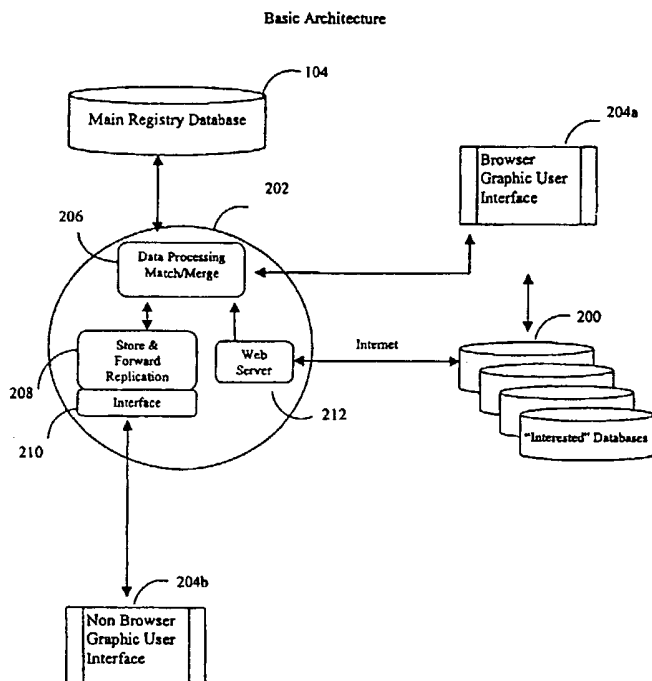 Basic Architecture
104
Main Registry Database
204a
Browser
Graphic User
Interface
202
206
Data Processing
Match/Merge
200
Internet
Store &
Forward
Replication
Web
Server
208
Interface
212
210
"Interested" Databases
204b
Non Browser
Graphic User
Interface